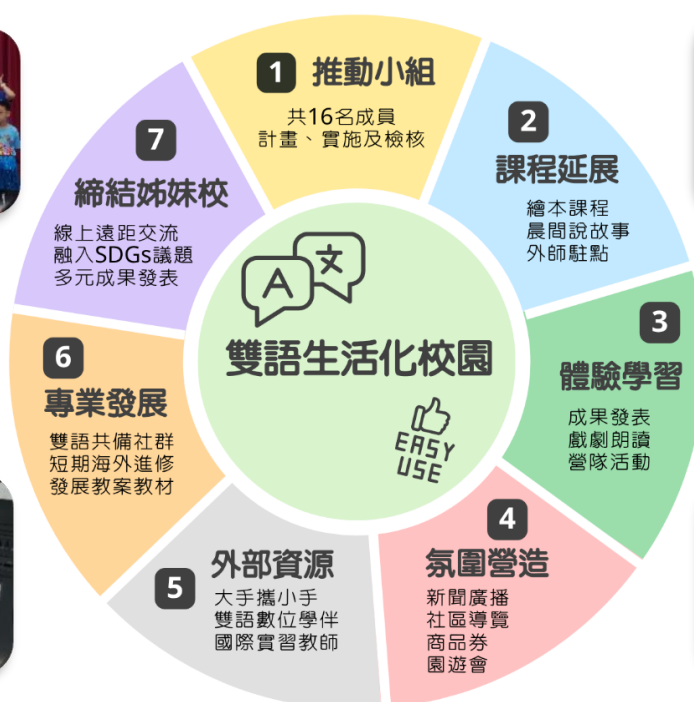 1 推動小組
共16名成員
計畫、實施及檢核
2
課程延展
繪本課程
晨間說故事
外師駐點
3
體驗學習
成果發表
戲劇朗讀
營隊活動
4
氛圍營造
新聞廣播
社區導覽
商品券
園遊會
5
外部資源
大手攜小手
雙語數位學伴
國際實習教師
6
專業發展
雙語共備社群
短期海外進修
發展教案教材
7
締結姊妹校
線上遠距交流
融入SDGs議題
多元成果發表
A 文
雙語生活化校園
EASY
USE